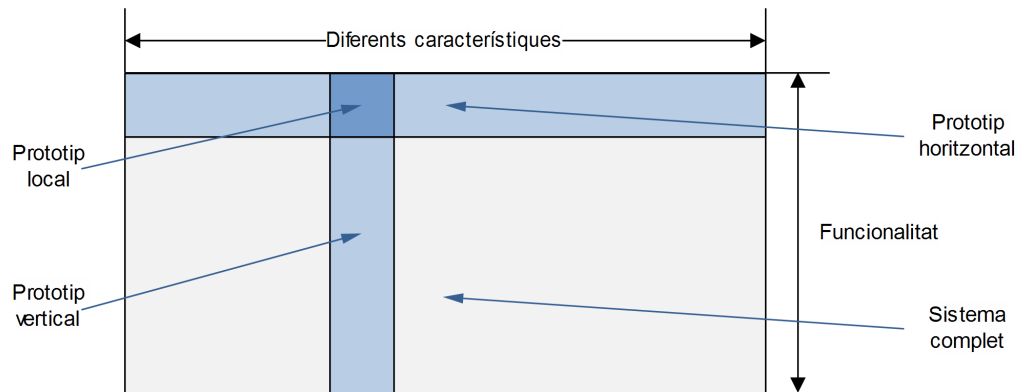 Diferents característiques
Prototip
local
Prototip
horitzontal
Funcionalitat
Prototip
vertical
Sistema
complet